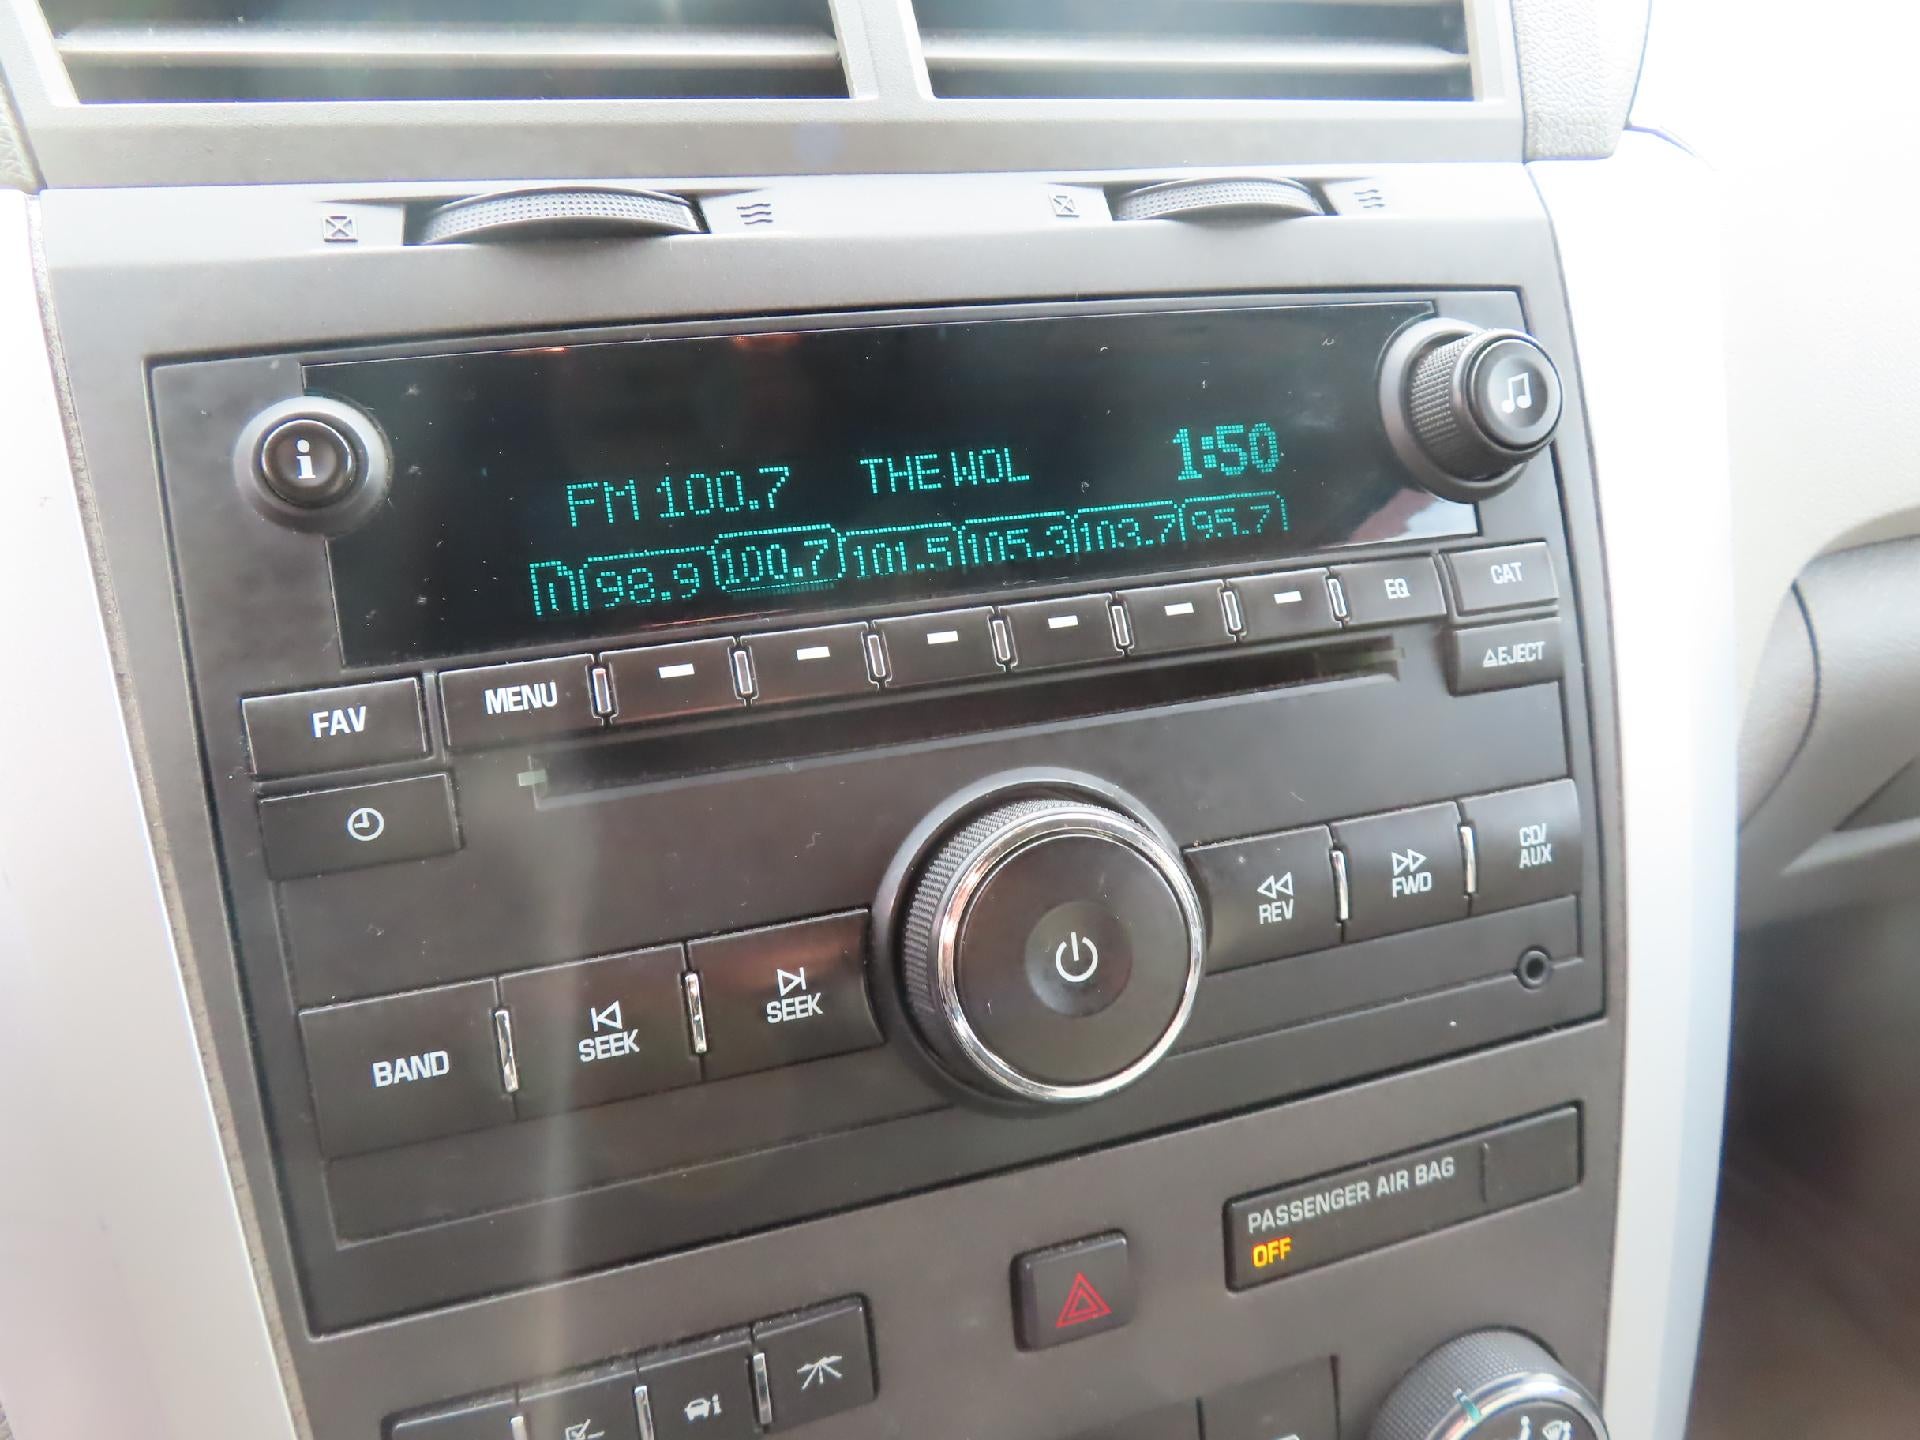 i
FM 100.7 THE WOL 1:50
98.9 100.7 101.5 105.3 103.7 95.7
FAV MENU EQ CAT
EJECT
BAND SEEK SEEK REV FWD CD/
AUX
PASSENGER AIR BAG
OFF
i